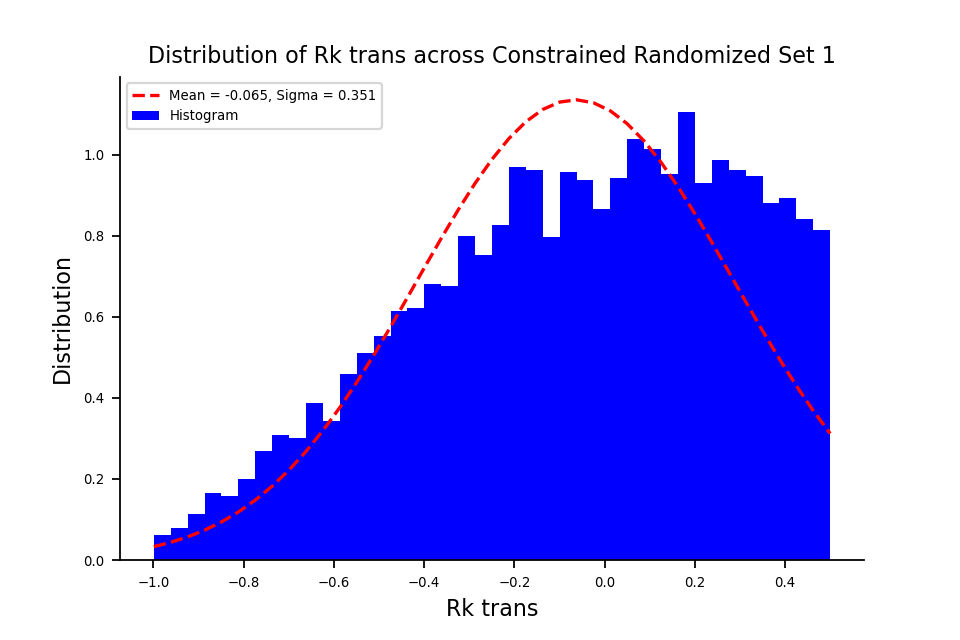 Distribution of Rk trans across Constrained Randomized Set 1
Mean = -0.065, Sigma = 0.351
Histogram
Distribution
1.0
0.8
0.6
0.4
0.2
0.0
−1.0 −0.8 −0.6 −0.4 −0.2 0.0 0.2 0.4
Rk trans